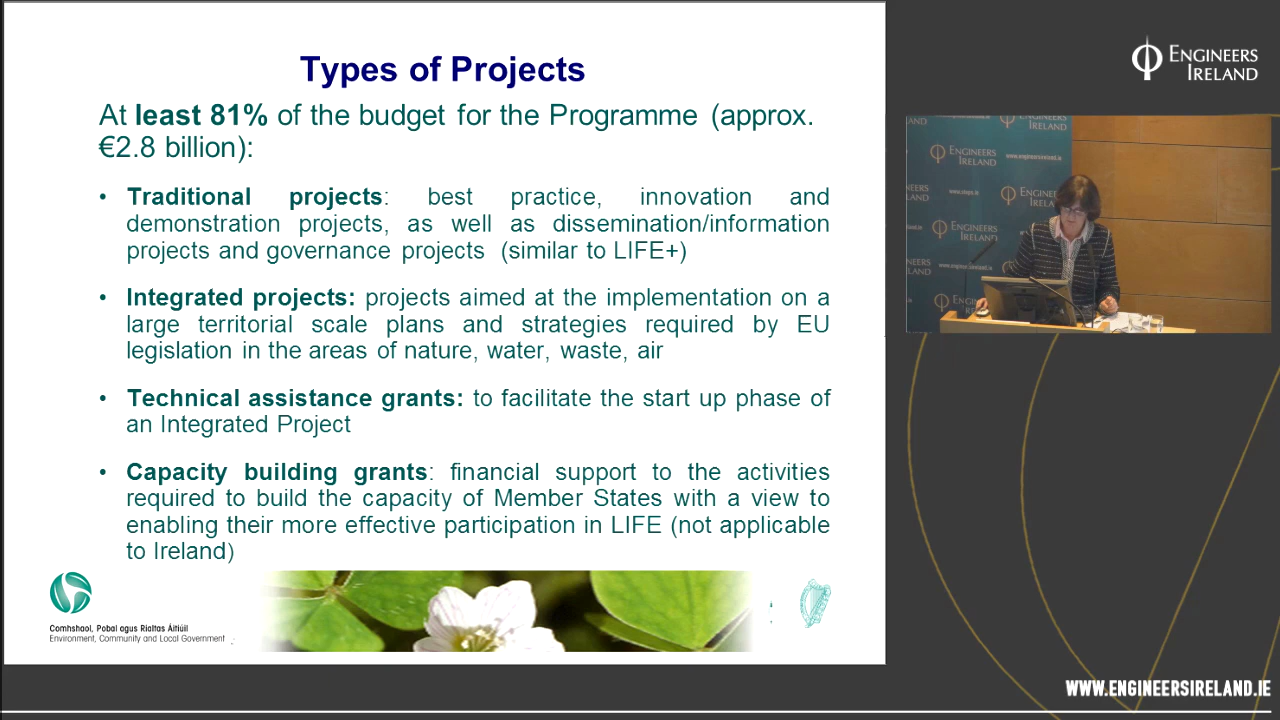 Types of Projects
At least 81% of the budget for the Programme (approx.
€2.8 billion):
• Traditional projects: best practice, innovation and
demonstration projects, as well as dissemination/information
projects and governance projects (similar to LIFE+)
• Integrated projects: projects aimed at the implementation on a
large territorial scale plans and strategies required by EU
legislation in the areas of nature, water, waste, air
• Technical assistance grants: to facilitate the start up phase of
an Integrated Project
• Capacity building grants: financial support to the activities
required to build the capacity of Member States with a view to
enabling their more effective participation in LIFE (not applicable
to Ireland)
Comhshaol, Pobal agus Rialtas Áitiúil
Environment, Community and Local Government
ENGINEERS
IRELAND
ENGINEERS
IRELAND
www.engineersireland.ie
WWW.ENGINEERSIRELAND.IE